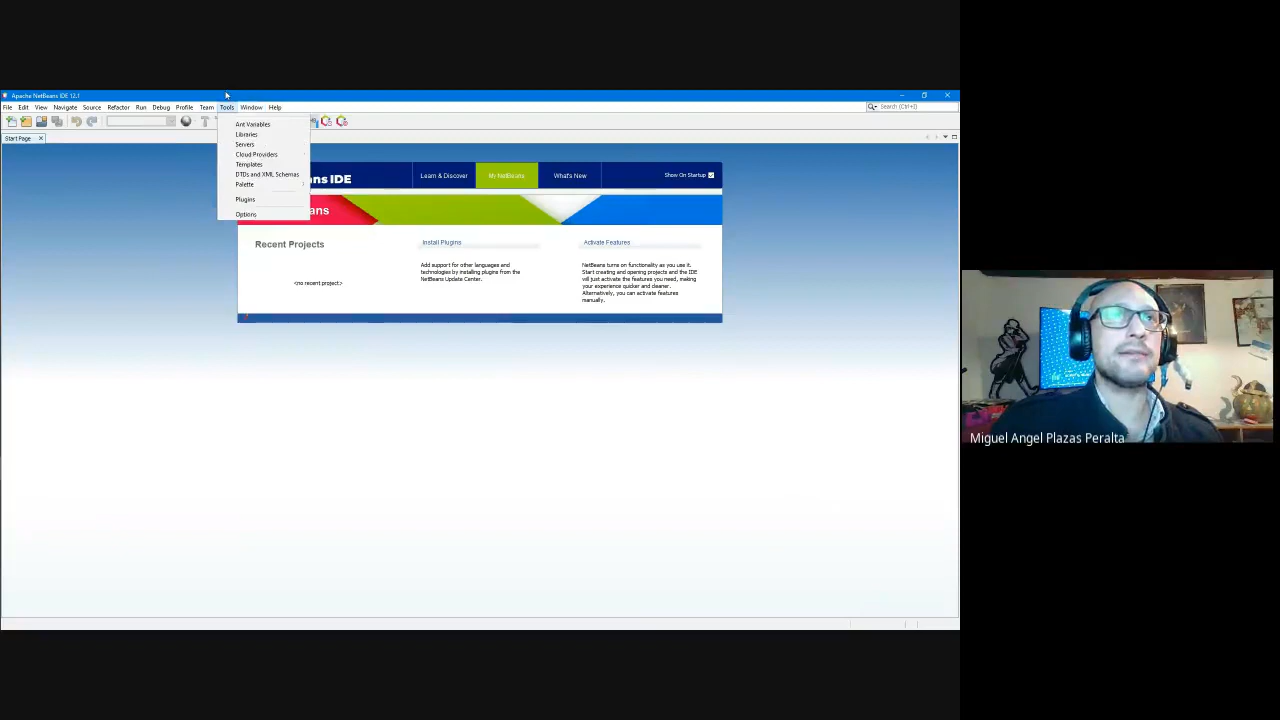 Apache NetBeans IDE 12.1
File Edit View Navigate Source Refactor Run Debug Profile Team Tools Window Help
Search (Ctrl+I)
Start Page
Ant Variables
Libraries
Servers
Cloud Providers
Templates
DTDs and XML Schemas
Palette
Plugins
Options
ans IDE
Learn & Discover
My NetBeans
What's New
Show On Startup
ans
Recent Projects
<no recent project>
Install Plugins
Add support for other languages and
technologies by installing plugins from the
NetBeans Update Center.
Activate Features
NetBeans turns on functionality as you use it.
Start creating and opening projects and the IDE
will just activate the features you need, making
your experience quicker and cleaner.
Alternatively, you can activate features
manually.
Miguel Angel Plazas Peralta